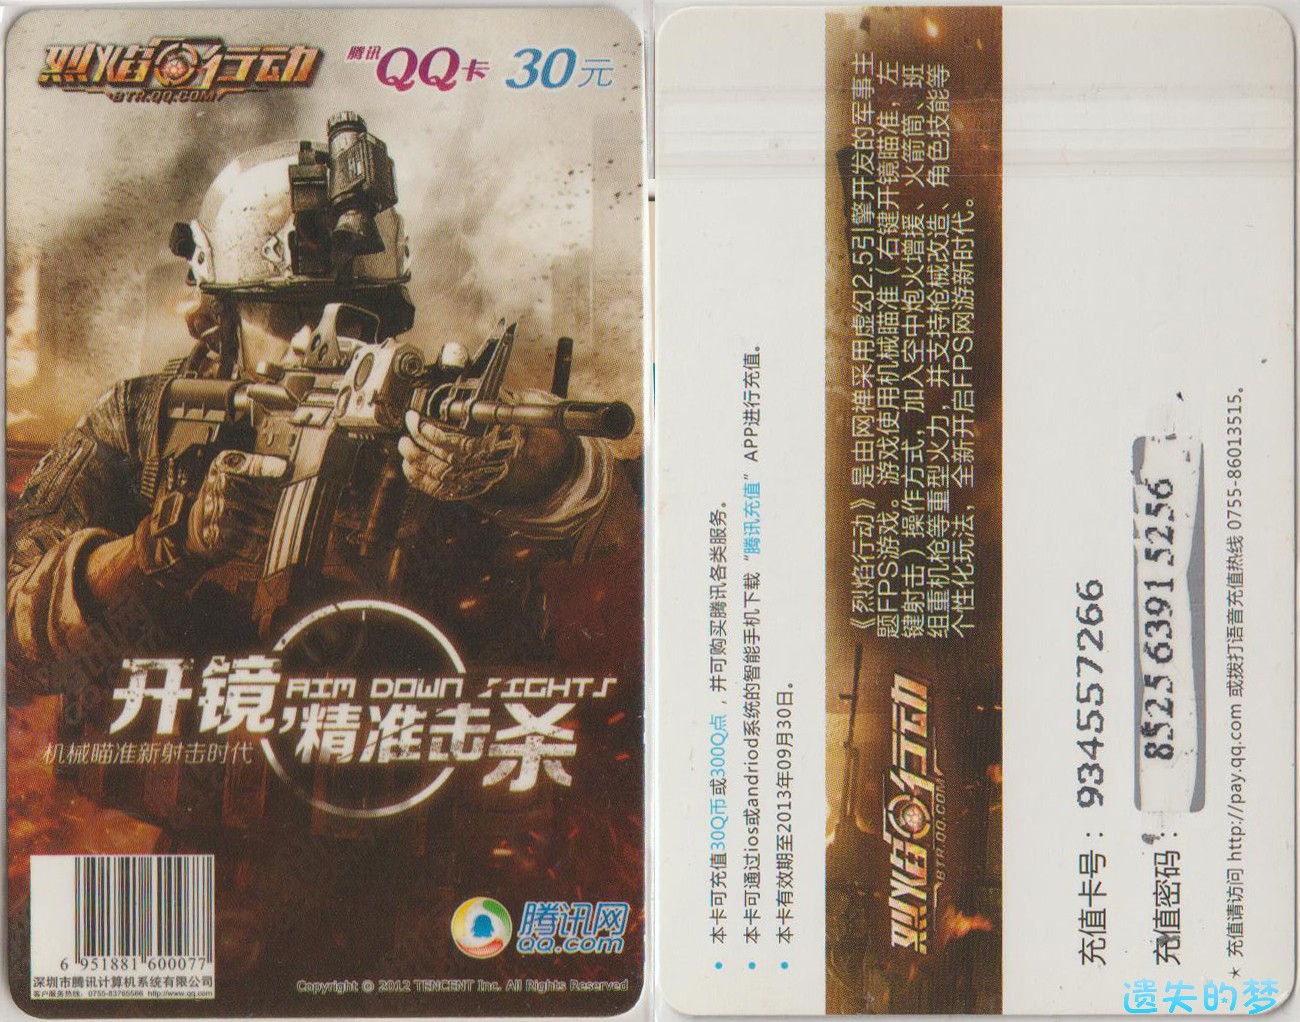 烈焰行动
BTR.QQ.COM
腾讯QQ卡 30元
开镜,
AIM DOWN SIGHTS
精准击杀
机械瞄准新射击时代
6 951881 600077
深圳市腾讯计算机系统有限公司
客户服务热线: 0755-83765566 http://www.qq.com
腾讯网
QQ.com
Copyright © 2012 TENCENT Inc. All Rights Reserved
• 本卡可充值30Q币或300Q点，并可购买腾讯各类服务。
• 本卡可通过ios或andriod系统的智能手机下载“腾讯充值”APP进行充值。
• 本卡有效期至2013年09月30日。
烈焰行动
BTR.QQ.COM
《烈焰行动》是由网禅采用虚幻2.5引擎开发的军事主
题FPS游戏。游戏使用机械瞄准（右键开镜瞄准，左
键射击）操作方式，加入空中炮火增援、火箭筒、班
组重机枪等重型火力，并支持枪械改造、角色技能等
个性化玩法，全新开启FPS网游新时代。
充值卡号：934557266
充值密码：8525 6391 5256
★ 充值请访问 http://pay.qq.com 或拨打语音充值热线 0755-86013515。
遗失的梦